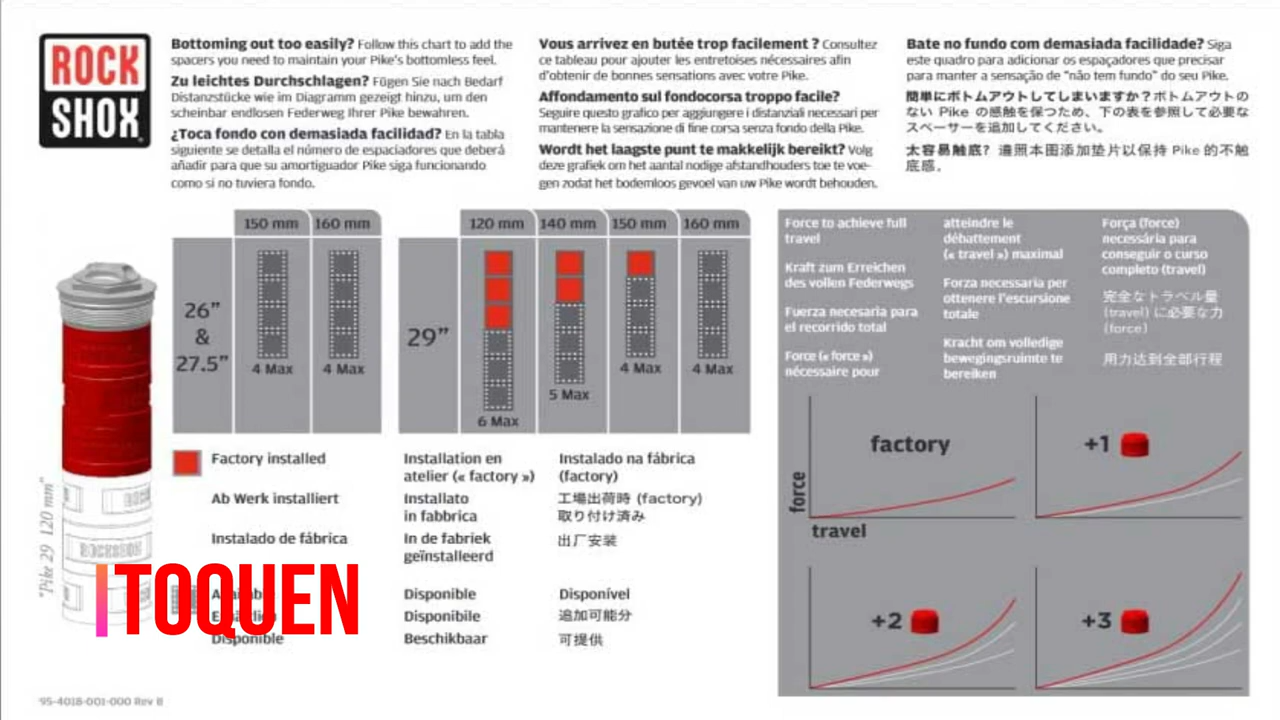 ROCK
SHOX
Bottoming out too easily? Follow this chart to add the
spacers you need to maintain your Pike's bottomless feel.
Zu leichtes Durchschlagen? Fügen Sie nach Bedarf
Distanzstücke wie im Diagramm gezeigt hinzu, um den
scheinbar endlosen Federweg Ihrer Pike bewahren.
¿Toca fondo con demasiada facilidad? En la tabla
siguiente se detalla el número de espaciadores que deberá
añadir para que su amortiguador Pike siga funcionando
como si no tuviera fondo.
Vous arrivez en butée trop facilement ? Consultez
ce tableau pour ajouter les entretoises nécessaires afin
d'obtenir de bonnes sensations avec votre Pike.
Affondamento sul fondocorsa troppo facile?
Seguire questo grafico per aggiungere i distanziali necessari per
mantenere la sensazione di fine corsa senza fondo della Pike.
Wordt het laagste punt te makkelijk bereikt? Volg
deze grafiek om het aantal nodige afstandhouders toe te voe-
gen zodat het bodemloos gevoel van uw Pike wordt behouden.
Bate no fundo com demasiada facilidade? Siga
este quadro para adicionar os espaçadores que precisar
para manter a sensação de "não tem fundo" do seu Pike.
簡単にボトムアウトしてしまいますか？ボトムアウトの
ない Pike の感触を保つため、下の表を参照して必要な
スペーサーを追加してください。
太容易触底？遵照本图添加垫片以保持 Pike 的不触
底感。
150 mm
160 mm
26"
&
27.5"
4 Max
4 Max
120 mm
140 mm
150 mm
160 mm
29"
6 Max
5 Max
4 Max
4 Max
Factory installed
Ab Werk installiert
Instalado de fábrica
Disponible
Installation en
atelier (« factory »)
Installato
in fabbrica
In de fabriek
geïnstalleerd
Disponible
Disponibile
Beschikbaar
Instalado na fábrica
(factory)
工場出荷時 (factory)
取り付け済み
出厂安装
Disponível
追加可能分
可提供
TOQUEN
"Pike 29 120 mm"
ROCKSHOX
95-4018-001-000 Rev B
Force to achieve full
travel
Kraft zum Erreichen
des vollen Federwegs
Fuerza necesaria para
el recorrido total
Force (« force »)
nécessaire pour
atteindre le
débattement
(« travel ») maximal
Forza necessaria per
ottenere l'escursione
totale
Kracht om volledige
bewegingsruimte te
bereiken
Força (force)
necessária para
conseguir o curso
completo (travel)
完全なトラベル量
(travel) に必要な力
(force)
用力达到全部行程
factory
force
travel
+1
+2
+3